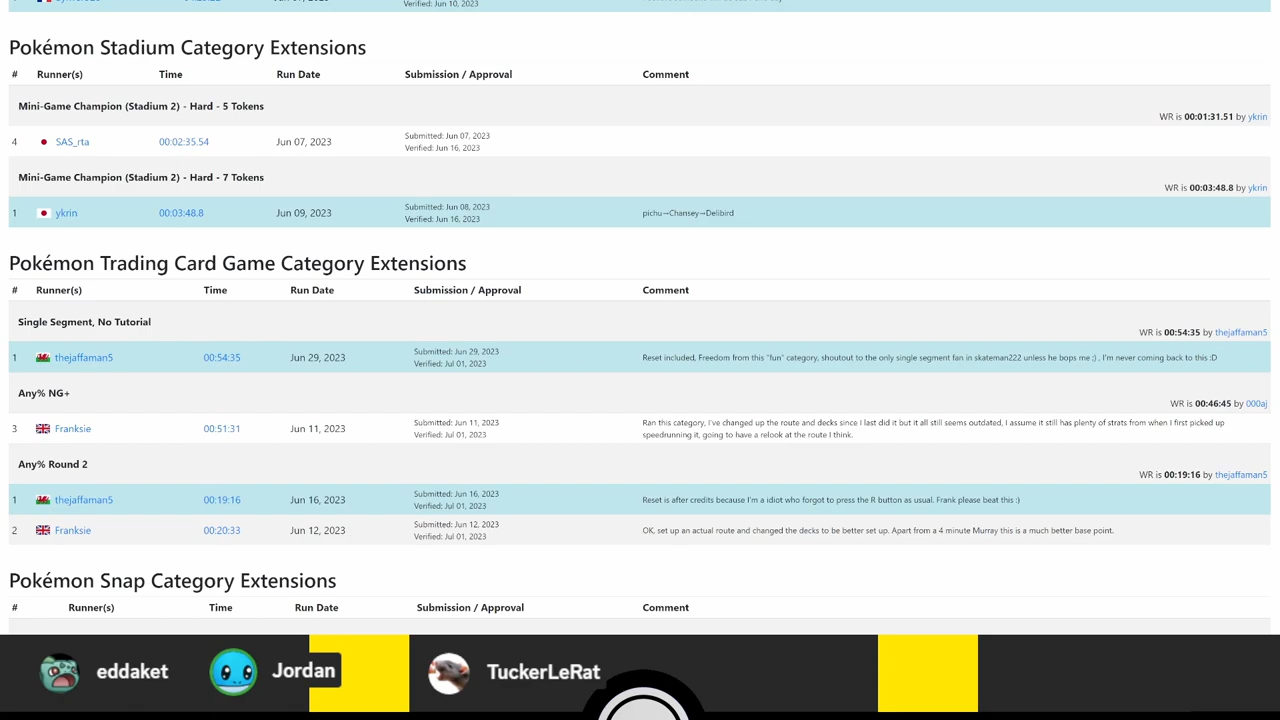 Verified: Jun 10, 2023
Pokémon Stadium Category Extensions
# Runner(s) Time Run Date Submission / Approval Comment
Mini-Game Champion (Stadium 2) - Hard - 5 Tokens
WR is 00:01:31.51 by ykrin
4 SAS_rta 00:02:35.54 Jun 07, 2023 Submitted: Jun 07, 2023
Verified: Jun 16, 2023
Mini-Game Champion (Stadium 2) - Hard - 7 Tokens
WR is 00:03:48.8 by ykrin
1 ykrin 00:03:48.8 Jun 09, 2023 Submitted: Jun 08, 2023 pichu→Chansey→Delibird
Verified: Jun 16, 2023
Pokémon Trading Card Game Category Extensions
# Runner(s) Time Run Date Submission / Approval Comment
Single Segment, No Tutorial
WR is 00:54:35 by thejaffaman5
1 thejaffaman5 00:54:35 Jun 29, 2023 Submitted: Jun 29, 2023 Reset included, Freedom from this "fun" category, shoutout to the only single segment fan in skateman222 unless he bops me ;) , I'm never coming back to this :D
Verified: Jul 01, 2023
Any% NG+
WR is 00:46:45 by 000aj
3 Franksie 00:51:31 Jun 11, 2023 Submitted: Jun 11, 2023 Ran this category, I've changed up the route and decks since I last did it but it all still seems outdated, I assume it still has plenty of strats from when I first picked up
Verified: Jul 01, 2023 speedrunning it, going to have a relook at the route I think.
Any% Round 2
WR is 00:19:16 by thejaffaman5
1 thejaffaman5 00:19:16 Jun 16, 2023 Submitted: Jun 16, 2023 Reset is after credits because I'm a idiot who forgot to press the R button as usual. Frank please beat this :)
Verified: Jul 01, 2023
2 Franksie 00:20:33 Jun 12, 2023 Submitted: Jun 12, 2023 OK, set up an actual route and changed the decks to be better set up. Apart from a 4 minute Murray this is a much better base point.
Verified: Jul 01, 2023
Pokémon Snap Category Extensions
# Runner(s) Time Run Date Submission / Approval Comment
eddaket Jordan TuckerLeRat